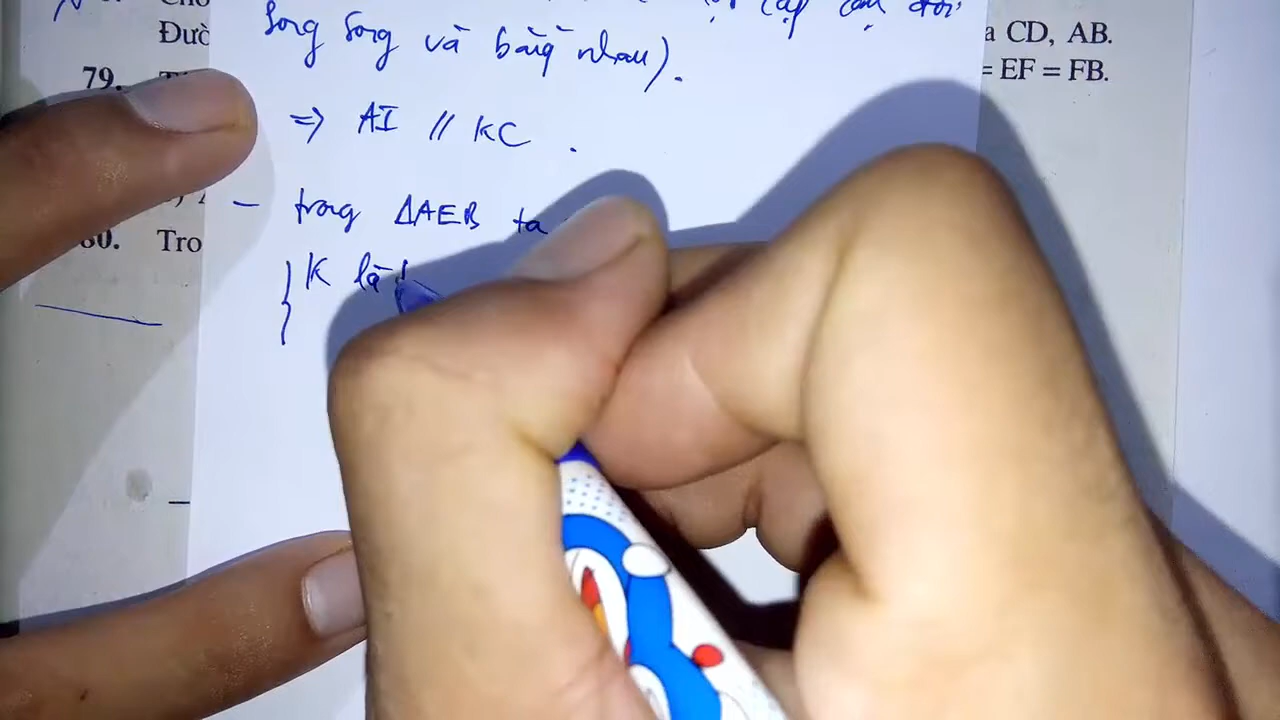 song song và bằng nhau).
Đườ
a CD, AB.
79.
= EF = FB.
=> AI // KC.
- trong ΔAEB ta
80. Tro
K là